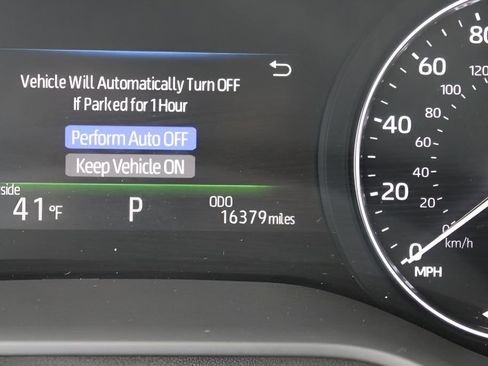 Vehicle Will Automatically Turn OFF
If Parked for 1 Hour
Perform Auto OFF
Keep Vehicle ON
side
41°F
P
ODO
16379 miles
80
60
40
20
0
MPH
120
100
80
60
40
20
0
km/h